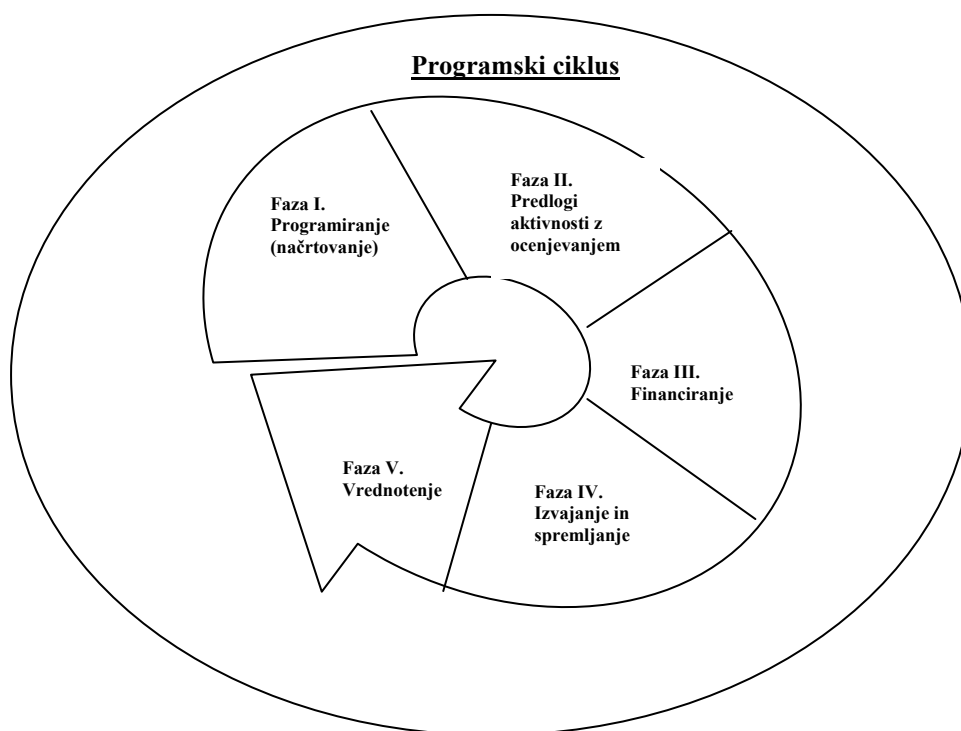 Programski ciklus
Faza I.
Programiranje
(načrtovanje)
Faza II.
Predlogi
aktivnosti z
ocenjevanjem
Faza III.
Financiranje
Faza IV.
Izvajanje in
spremljanje
Faza V.
Vrednotenje